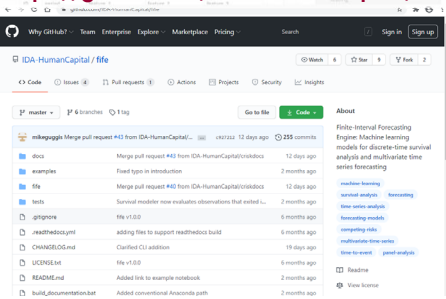 github.com/IDA-HumanCapital/fife
Why GitHub? Team Enterprise Explore Marketplace Pricing Search / Sign in Sign up
IDA-HumanCapital / fife Watch 6 Star 9 Fork 2
Code Issues 4 Pull requests 1 Actions Projects Security Insights
master 6 branches 1 tag Go to file Code
mikeguggis Merge pull request #43 from IDA-HumanCapital/... 12 days ago 255 commits
docs Merge pull request #43 from IDA-HumanCapital/criskdocs 12 days ago
examples Fixed typo in introduction 2 months ago
fife Merge pull request #40 from IDA-HumanCapital/criskdocs 12 days ago
tests Survival modeler now evaluates observations that exited i... 2 months ago
.gitignore fife v1.0.0 6 months ago
.readthedocs.yml adding files to support readthedocs build 6 months ago
CHANGELOG.md Clarified CLI addition 19 days ago
LICENSE.txt fife v1.0.0 6 months ago
README.md Added link to example notebook 2 months ago
build_documentation.bat Added conventional Anaconda path 2 months ago
About
Finite-Interval Forecasting
Engine: Machine learning
models for discrete-time survival
analysis and multivariate time
series forecasting
machine-learning
survival-analysis forecasting
time-series-analysis
forecasting-models
competing-risks
multivariate-time-series
time-to-event panel-analysis
Readme
View license